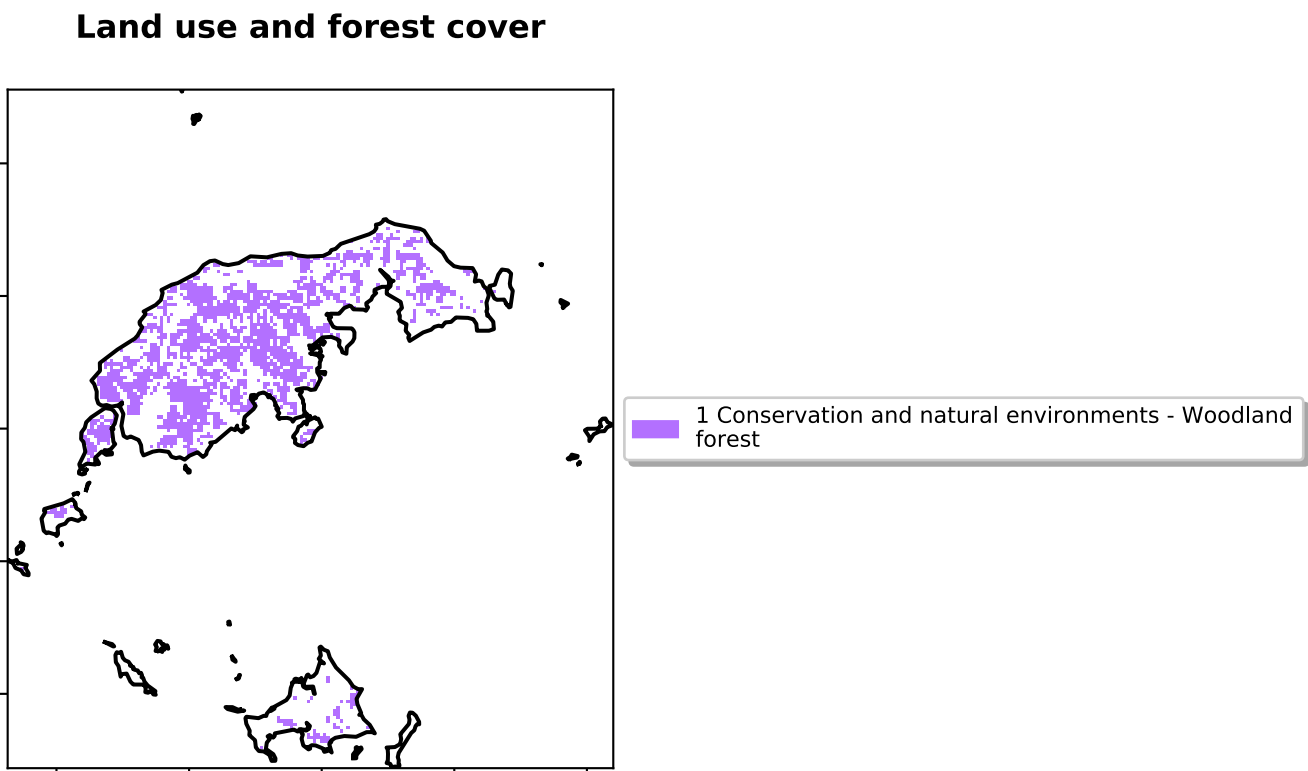 Land use and forest cover
1 Conservation and natural environments - Woodland
forest